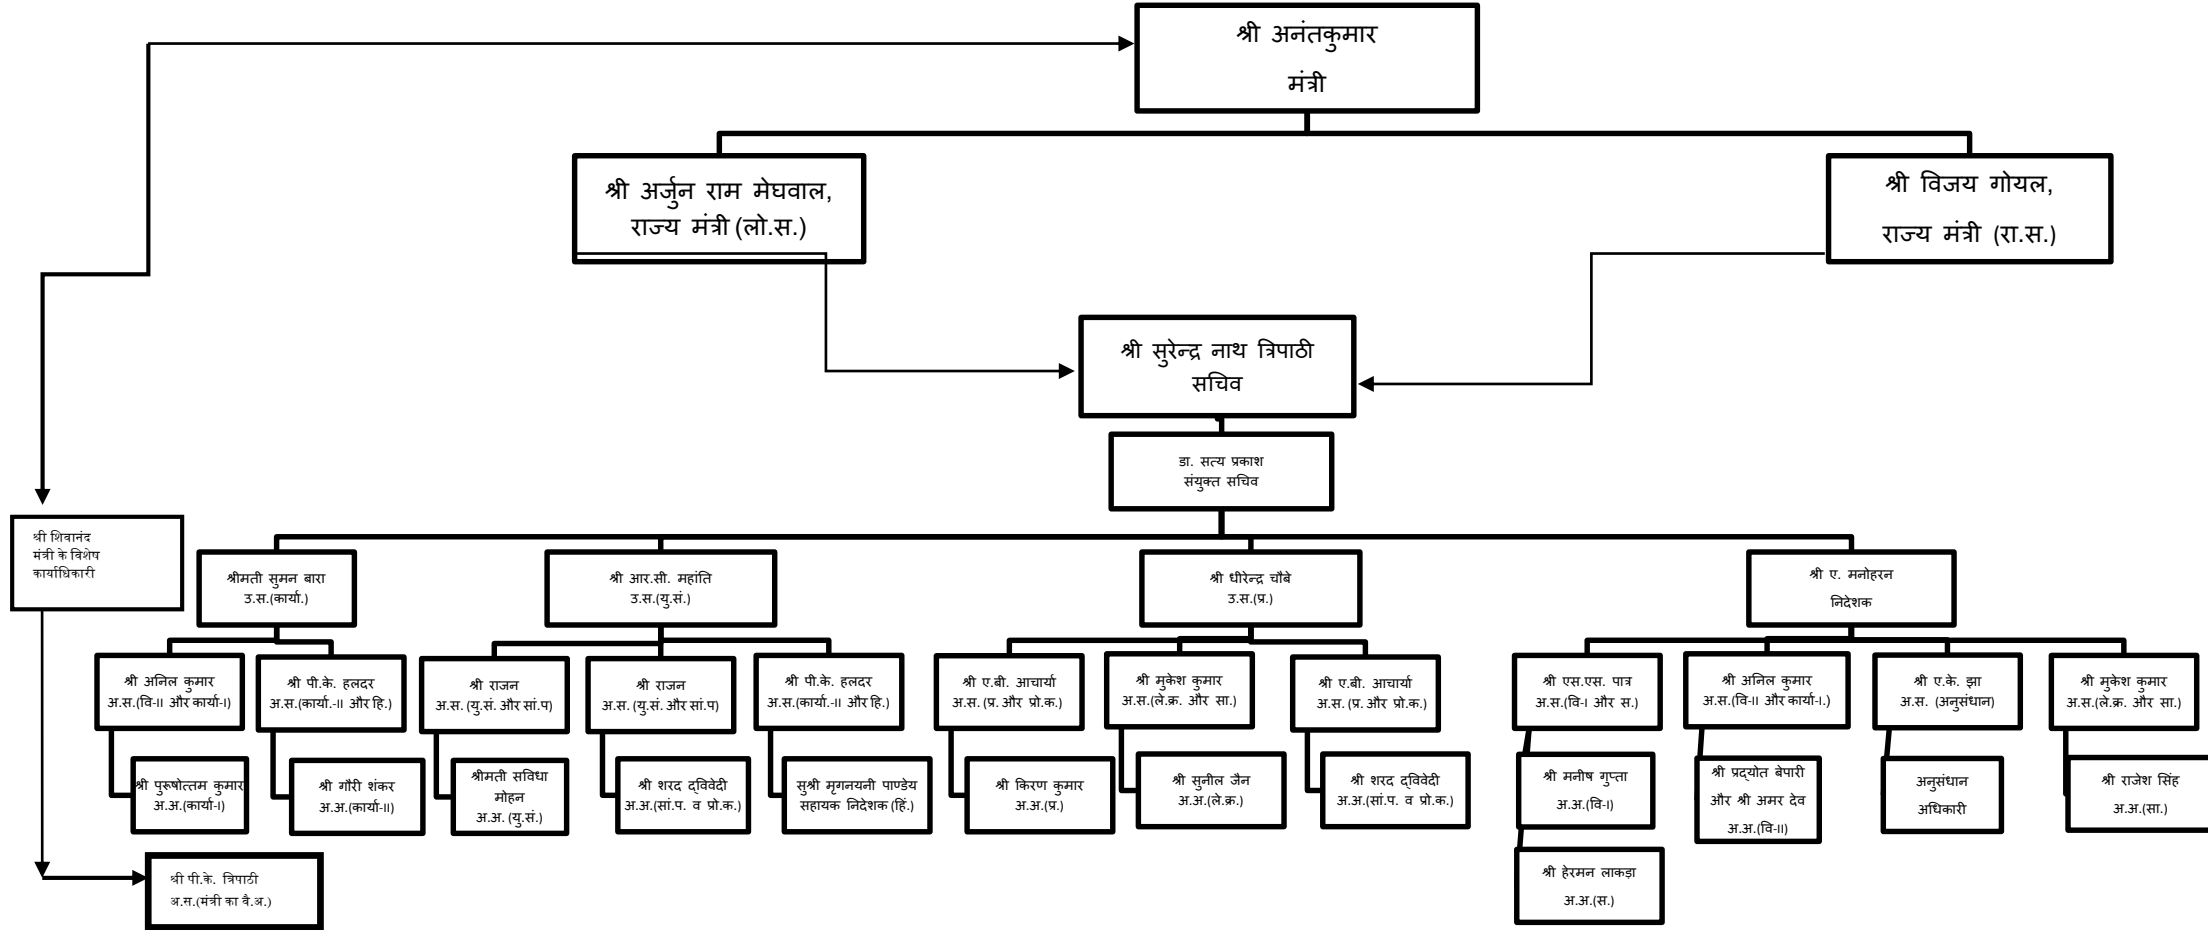 श्री अनंतकुमार
मंत्री
श्री अर्जुन राम मेघवाल,
राज्य मंत्री (लो.स.)
श्री विजय गोयल,
राज्य मंत्री (रा.स.)
श्री सुरेन्द्र नाथ त्रिपाठी
सचिव
डा. सत्य प्रकाश
संयुक्त सचिव
श्री शिवानंद
मंत्री के विशेष
कार्याधिकारी
श्रीमती सुमन बारा
उ.स.(कार्या.)
श्री आर.सी. महांति
उ.स.(यु.सं.)
श्री धीरेन्द्र चौबे
उ.स.(प्र.)
श्री ए. मनोहरन
निदेशक
श्री अनिल कुमार
अ.स.(वि-II और कार्या-I)
श्री पी.के. हलदर
अ.स.(कार्या.-II और हि.)
श्री राजन
अ.स.(यु.सं. और सां.प)
श्री राजन
अ.स. (यु.सं. और सां.प)
श्री पी.के. हलदर
अ.स.(कार्या.-II और हि.)
श्री ए.बी. आचार्या
अ.स. (प्र. और प्रो.क.)
श्री मुकेश कुमार
अ.स.(ले.क्र. और सा.)
श्री ए.बी. आचार्या
अ.स. (प्र. और प्रो.क.)
श्री एस.एस. पात्र
अ.स.(वि-I और स.)
श्री अनिल कुमार
अ.स.(वि-II और कार्या-I.)
श्री ए.के. झा
अ.स. (अनुसंधान)
श्री मुकेश कुमार
अ.स.(ले.क्र. और सा.)
श्री पुरूषोत्तम कुमार
अ.अ.(कार्या-I)
श्री गौरी शंकर
अ.अ.(कार्या-II)
श्रीमती सविधा
मोहन
अ.अ. (यु.सं.)
श्री शरद द्विवेदी
अ.अ.(सां.प. व प्रो.क.)
सुश्री मृगनयनी पाण्डेय
सहायक निदेशक (हिं.)
श्री किरण कुमार
अ.अ.(प्र.)
श्री सुनील जैन
अ.अ.(ले.क्र.)
श्री शरद द्विवेदी
अ.अ.(सां.प. व प्रो.क.)
श्री मनीष गुप्ता
अ.अ.(वि-I)
श्री प्रद्योत बेपारी
और श्री अमर देव
अ.अ.(वि-II)
अनुसंधान
अधिकारी
श्री राजेश सिंह
अ.अ.(सा.)
श्री पी.के. त्रिपाठी
अ.स.(मंत्री का वै.अ.)
श्री हेरमन लाकड़ा
अ.अ.(स.)